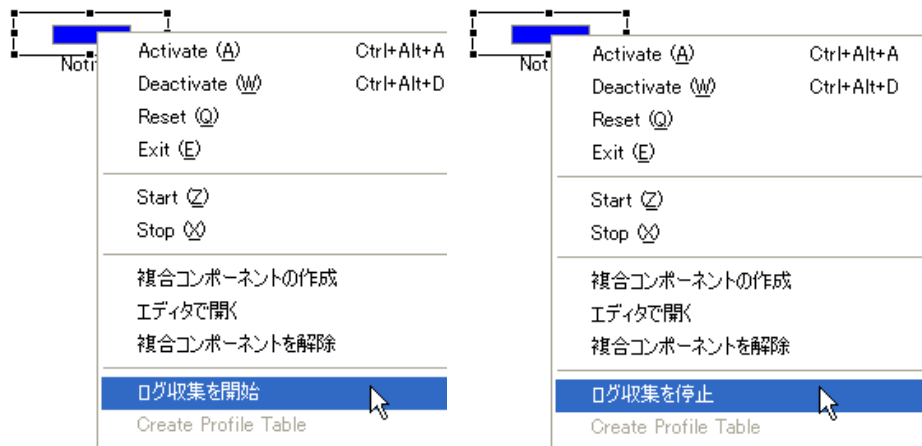 Noti
Activate (A) Ctrl+Alt+A
Deactivate (W) Ctrl+Alt+D
Reset (Q)
Exit (E)
Start (Z)
Stop (X)
複合コンポーネントの作成
エディタで開く
複合コンポーネントを解除
ログ収集を開始
Create Profile Table
Not
Activate (A) Ctrl+Alt+A
Deactivate (W) Ctrl+Alt+D
Reset (Q)
Exit (E)
Start (Z)
Stop (X)
複合コンポーネントの作成
エディタで開く
複合コンポーネントを解除
ログ収集を停止
Create Profile Table